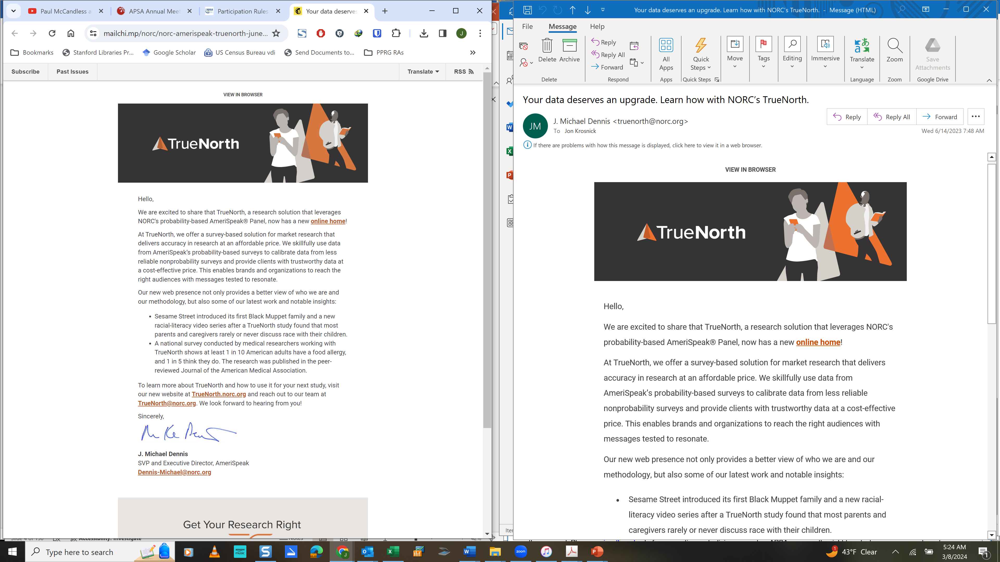 Paul McCandless a
APSA Annual Meet
Participation Rules
Your data deserves
mailchi.mp/norc/norc-amerispeak-truenorth-june...
J
Bookmarks
Stanford Libraries Pr...
Google Scholar
US Census Bureau vdi
Send Documents to...
PPRG RAs
Subscribe
Past Issues
Translate
RSS
VIEW IN BROWSER
TrueNorth
Hello,
We are excited to share that TrueNorth, a research solution that leverages
NORC's probability-based AmeriSpeak® Panel, now has a new online home!
At TrueNorth, we offer a survey-based solution for market research that
delivers accuracy in research at an affordable price. We skillfully use data
from AmeriSpeak’s probability-based surveys to calibrate data from less
reliable nonprobability surveys and provide clients with trustworthy data at
a cost-effective price. This enables brands and organizations to reach the
right audiences with messages tested to resonate.
Our new web presence not only provides a better view of who we are and
our methodology, but also some of our latest work and notable insights:
• Sesame Street introduced its first Black Muppet family and a new
racial-literacy video series after a TrueNorth study found that most
parents and caregivers rarely or never discuss race with their children.
• A national survey conducted by medical researchers working with
TrueNorth shows at least 1 in 10 American adults have a food allergy,
and 1 in 5 think they do. The research was published in the peer-
reviewed Journal of the American Medical Association.
To learn more about TrueNorth and how to use it for your next study, visit
our new website at TrueNorth.norc.org and reach out to our team at
TrueNorth@norc.org. We look forward to hearing from you!
Sincerely,
J. Michael Dennis
SVP and Executive Director, AmeriSpeak
Dennis-Michael@norc.org
Get Your Research Right
Your data deserves an upgrade. Learn how with NORC’s TrueNorth. - Message (HTML)
File
Message
Help
Delete
Archive
Reply
Reply All
Forward
All
Apps
Quick
Steps
Move
Tags
Editing
Immersive
Translate
Zoom
Save
Attachments
Delete
Respond
Apps
Quick Steps
Language
Zoom
Google Drive
Your data deserves an upgrade. Learn how with NORC’s TrueNorth.
JM
J. Michael Dennis <truenorth@norc.org>
To Jon Krosnick
Reply
Reply All
Forward
Wed 6/14/2023 7:48 AM
If there are problems with how this message is displayed, click here to view it in a web browser.
VIEW IN BROWSER
TrueNorth
Hello,
We are excited to share that TrueNorth, a research solution that leverages NORC's
probability-based AmeriSpeak® Panel, now has a new online home!
At TrueNorth, we offer a survey-based solution for market research that delivers
accuracy in research at an affordable price. We skillfully use data from
AmeriSpeak’s probability-based surveys to calibrate data from less reliable
nonprobability surveys and provide clients with trustworthy data at a cost-effective
price. This enables brands and organizations to reach the right audiences with
messages tested to resonate.
Our new web presence not only provides a better view of who we are and our
methodology, but also some of our latest work and notable insights:
• Sesame Street introduced its first Black Muppet family and a new racial-
literacy video series after a TrueNorth study found that most parents and
caregivers rarely or never discuss race with their children.
Type here to search
amazon music
zoom
1
43°F Clear
5:24 AM
3/8/2024
1